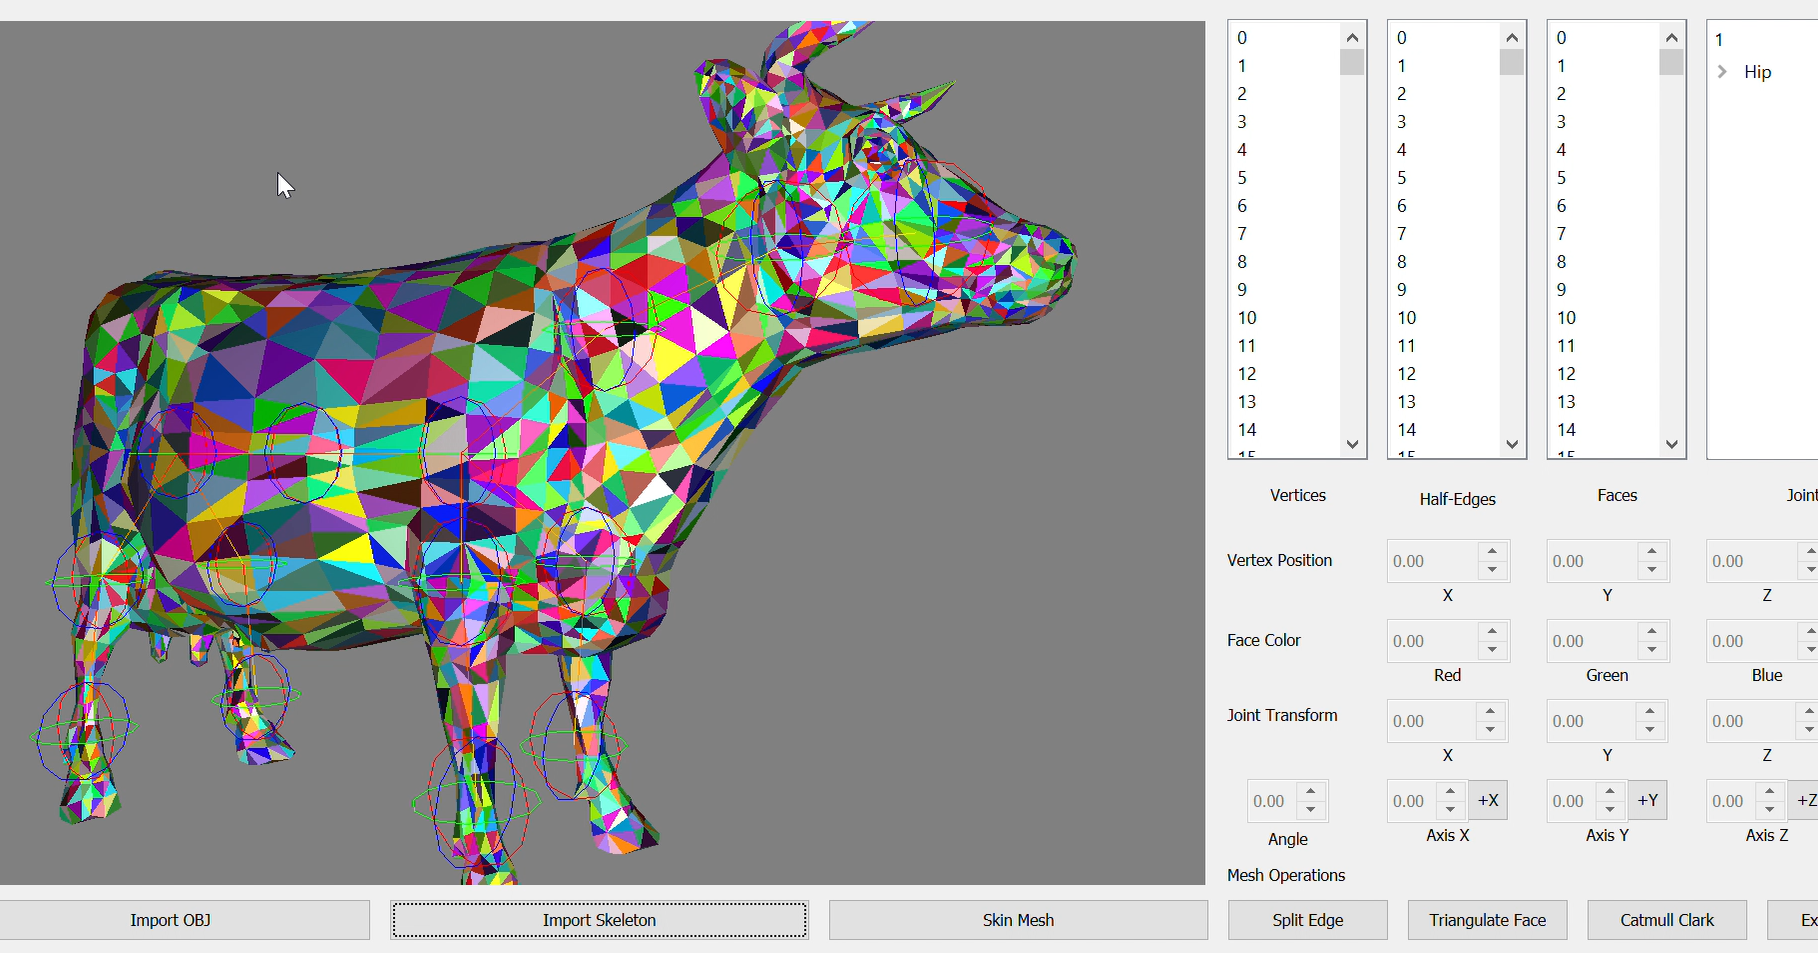 0 0 0 1
1 1 1 Hip
2 2 2
3 3 3
4 4 4
5 5 5
6 6 6
7 7 7
8 8 8
9 9 9
10 10 10
11 11 11
12 12 12
13 13 13
14 14 14
15 15 15
Vertices Half-Edges Faces Joint
Vertex Position 0.00 0.00 0.00
X Y Z
Face Color 0.00 0.00 0.00
Red Green Blue
Joint Transform 0.00 0.00 0.00
X Y Z
0.00 0.00 +X 0.00 +Y 0.00 +Z
Angle Axis X Axis Y Axis Z
Mesh Operations
Import OBJ Import Skeleton Skin Mesh Split Edge Triangulate Face Catmull Clark Ex